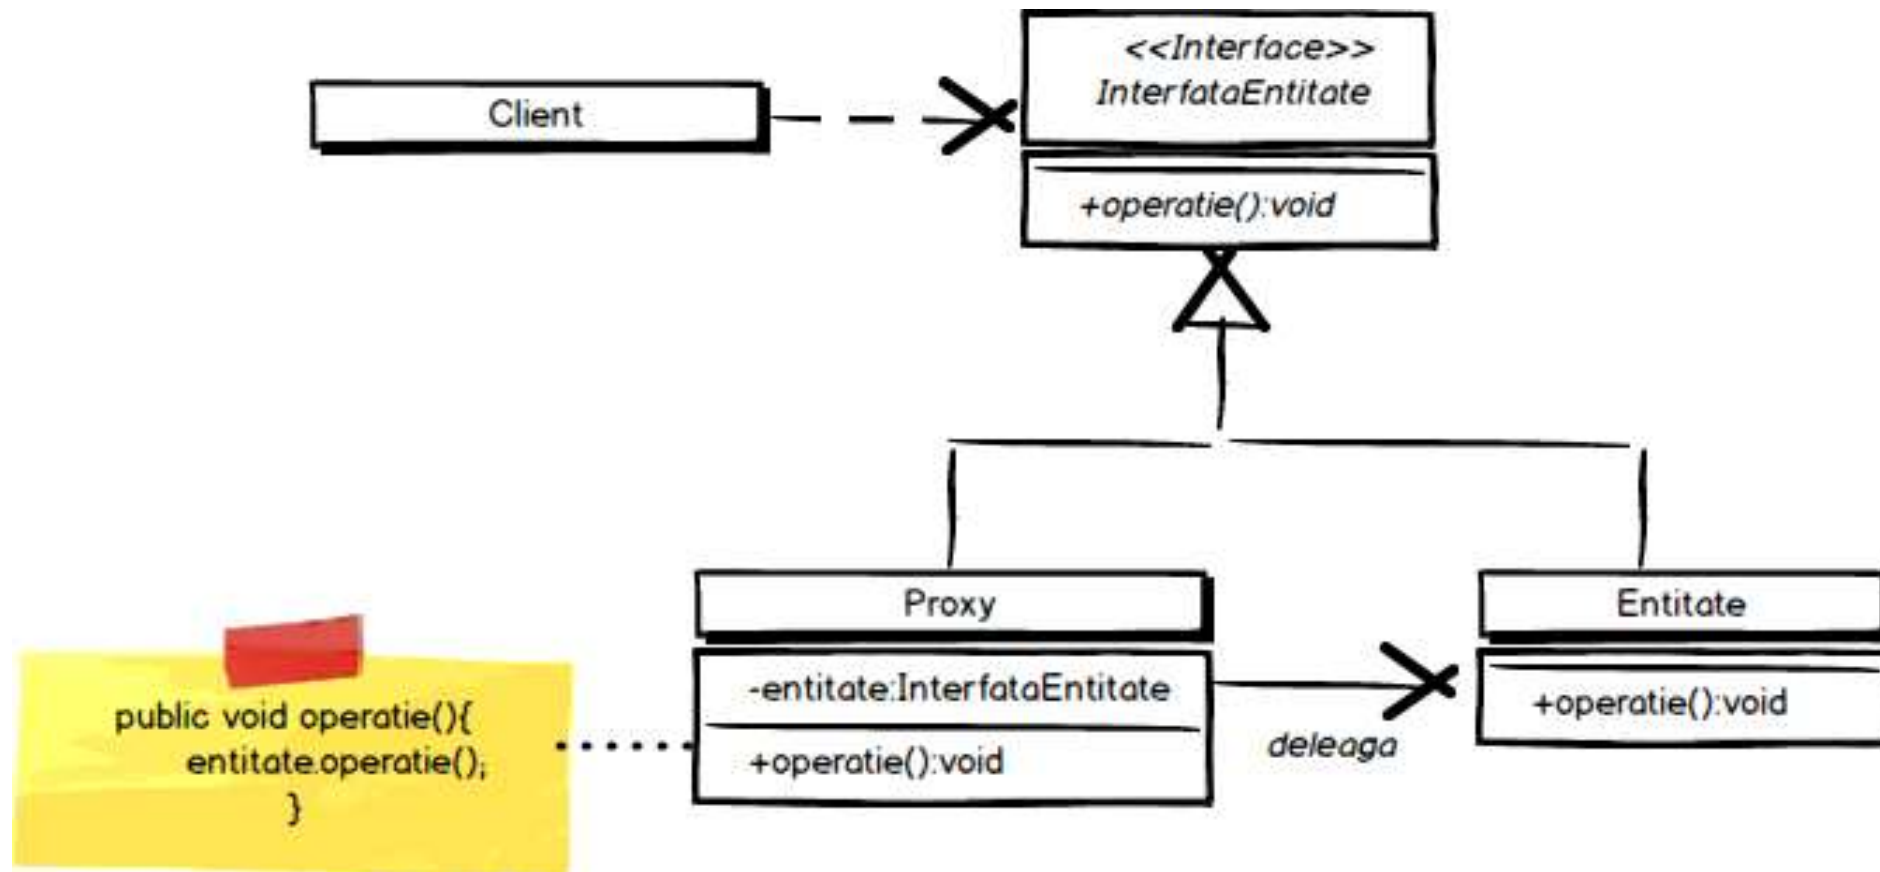 <<Interface>>
InterfataEntitate
Client
+operatie():void
Proxy
Entitate
-entitate:InterfataEntitate
+operatie():void
deleaga
+operatie():void
public void operatie(){
entitate.operatie();
}